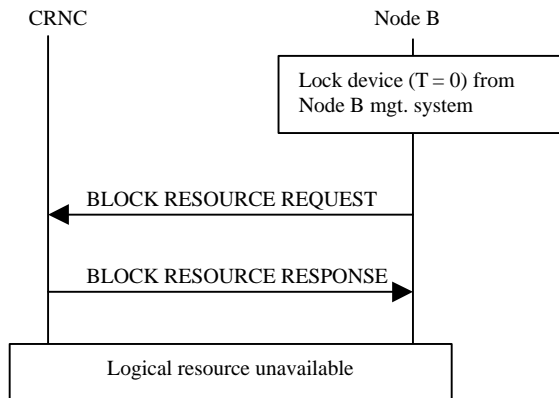 CRNC
Node B
Lock device (T = 0) from
Node B mgt. system
BLOCK RESOURCE REQUEST
BLOCK RESOURCE RESPONSE
Logical resource unavailable